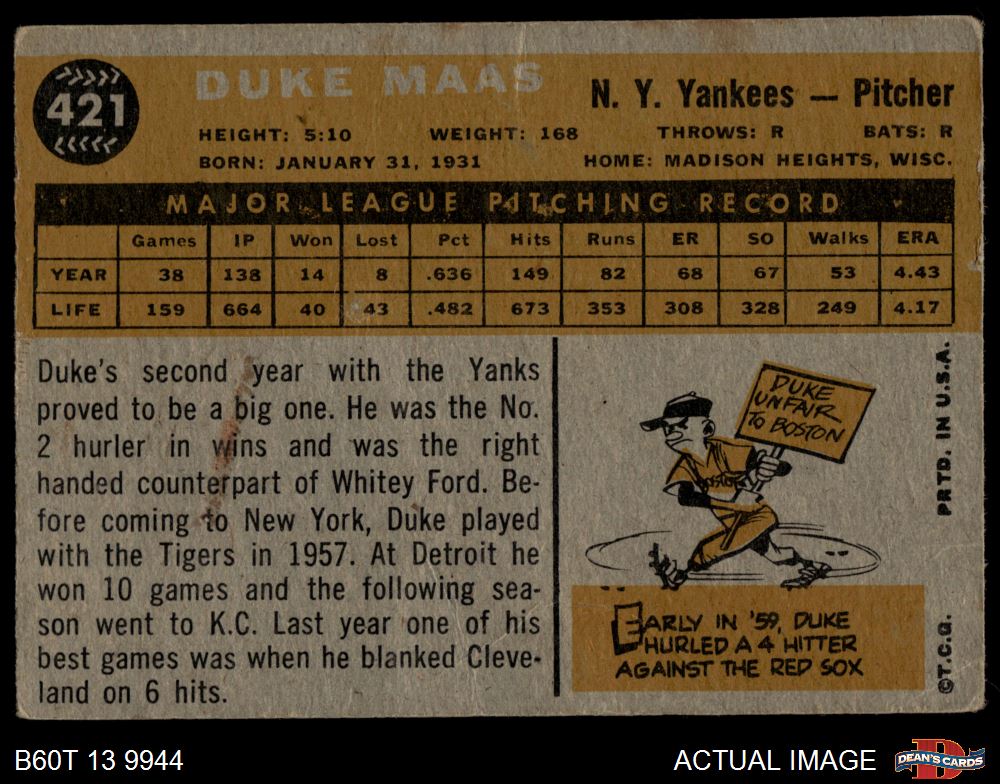 421
DUKE MAAS
N. Y. Yankees — Pitcher
HEIGHT: 5:10 WEIGHT: 168 THROWS: R BATS: R
BORN: JANUARY 31, 1931 HOME: MADISON HEIGHTS, WISC.
MAJOR LEAGUE PITCHING RECORD
Games IP Won Lost Pct Hits Runs ER SO Walks ERA
YEAR 38 138 14 8 .636 149 82 68 67 53 4.43
LIFE 159 664 40 43 .482 673 353 308 328 249 4.17
Duke's second year with the Yanks
proved to be a big one. He was the No.
2 hurler in wins and was the right
handed counterpart of Whitey Ford. Be-
fore coming to New York, Duke played
with the Tigers in 1957. At Detroit he
won 10 games and the following sea-
son went to K.C. Last year one of his
best games was when he blanked Cleve-
land on 6 hits.
DUKE
UNFAIR
TO BOSTON
BOSTON
EARLY IN '59, DUKE
HURLED A 4 HITTER
AGAINST THE RED SOX
©T.C.G. PRTD. IN U.S.A.
B60T 13 9944
ACTUAL IMAGE
D
DEAN'S CARDS